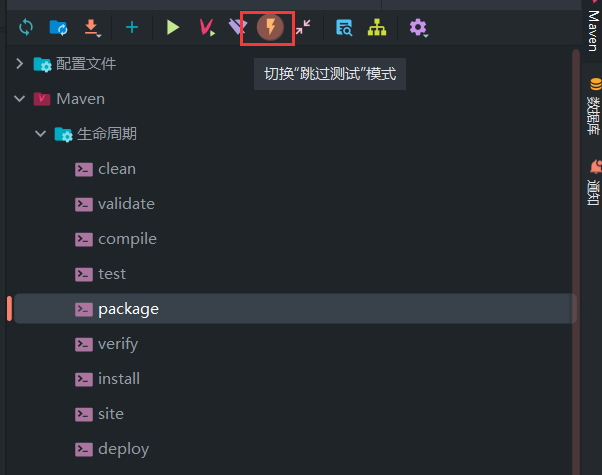 切换“跳过测试”模式
配置文件
Maven
生命周期
clean
validate
compile
test
package
verify
install
site
deploy
Maven
数据库
通知